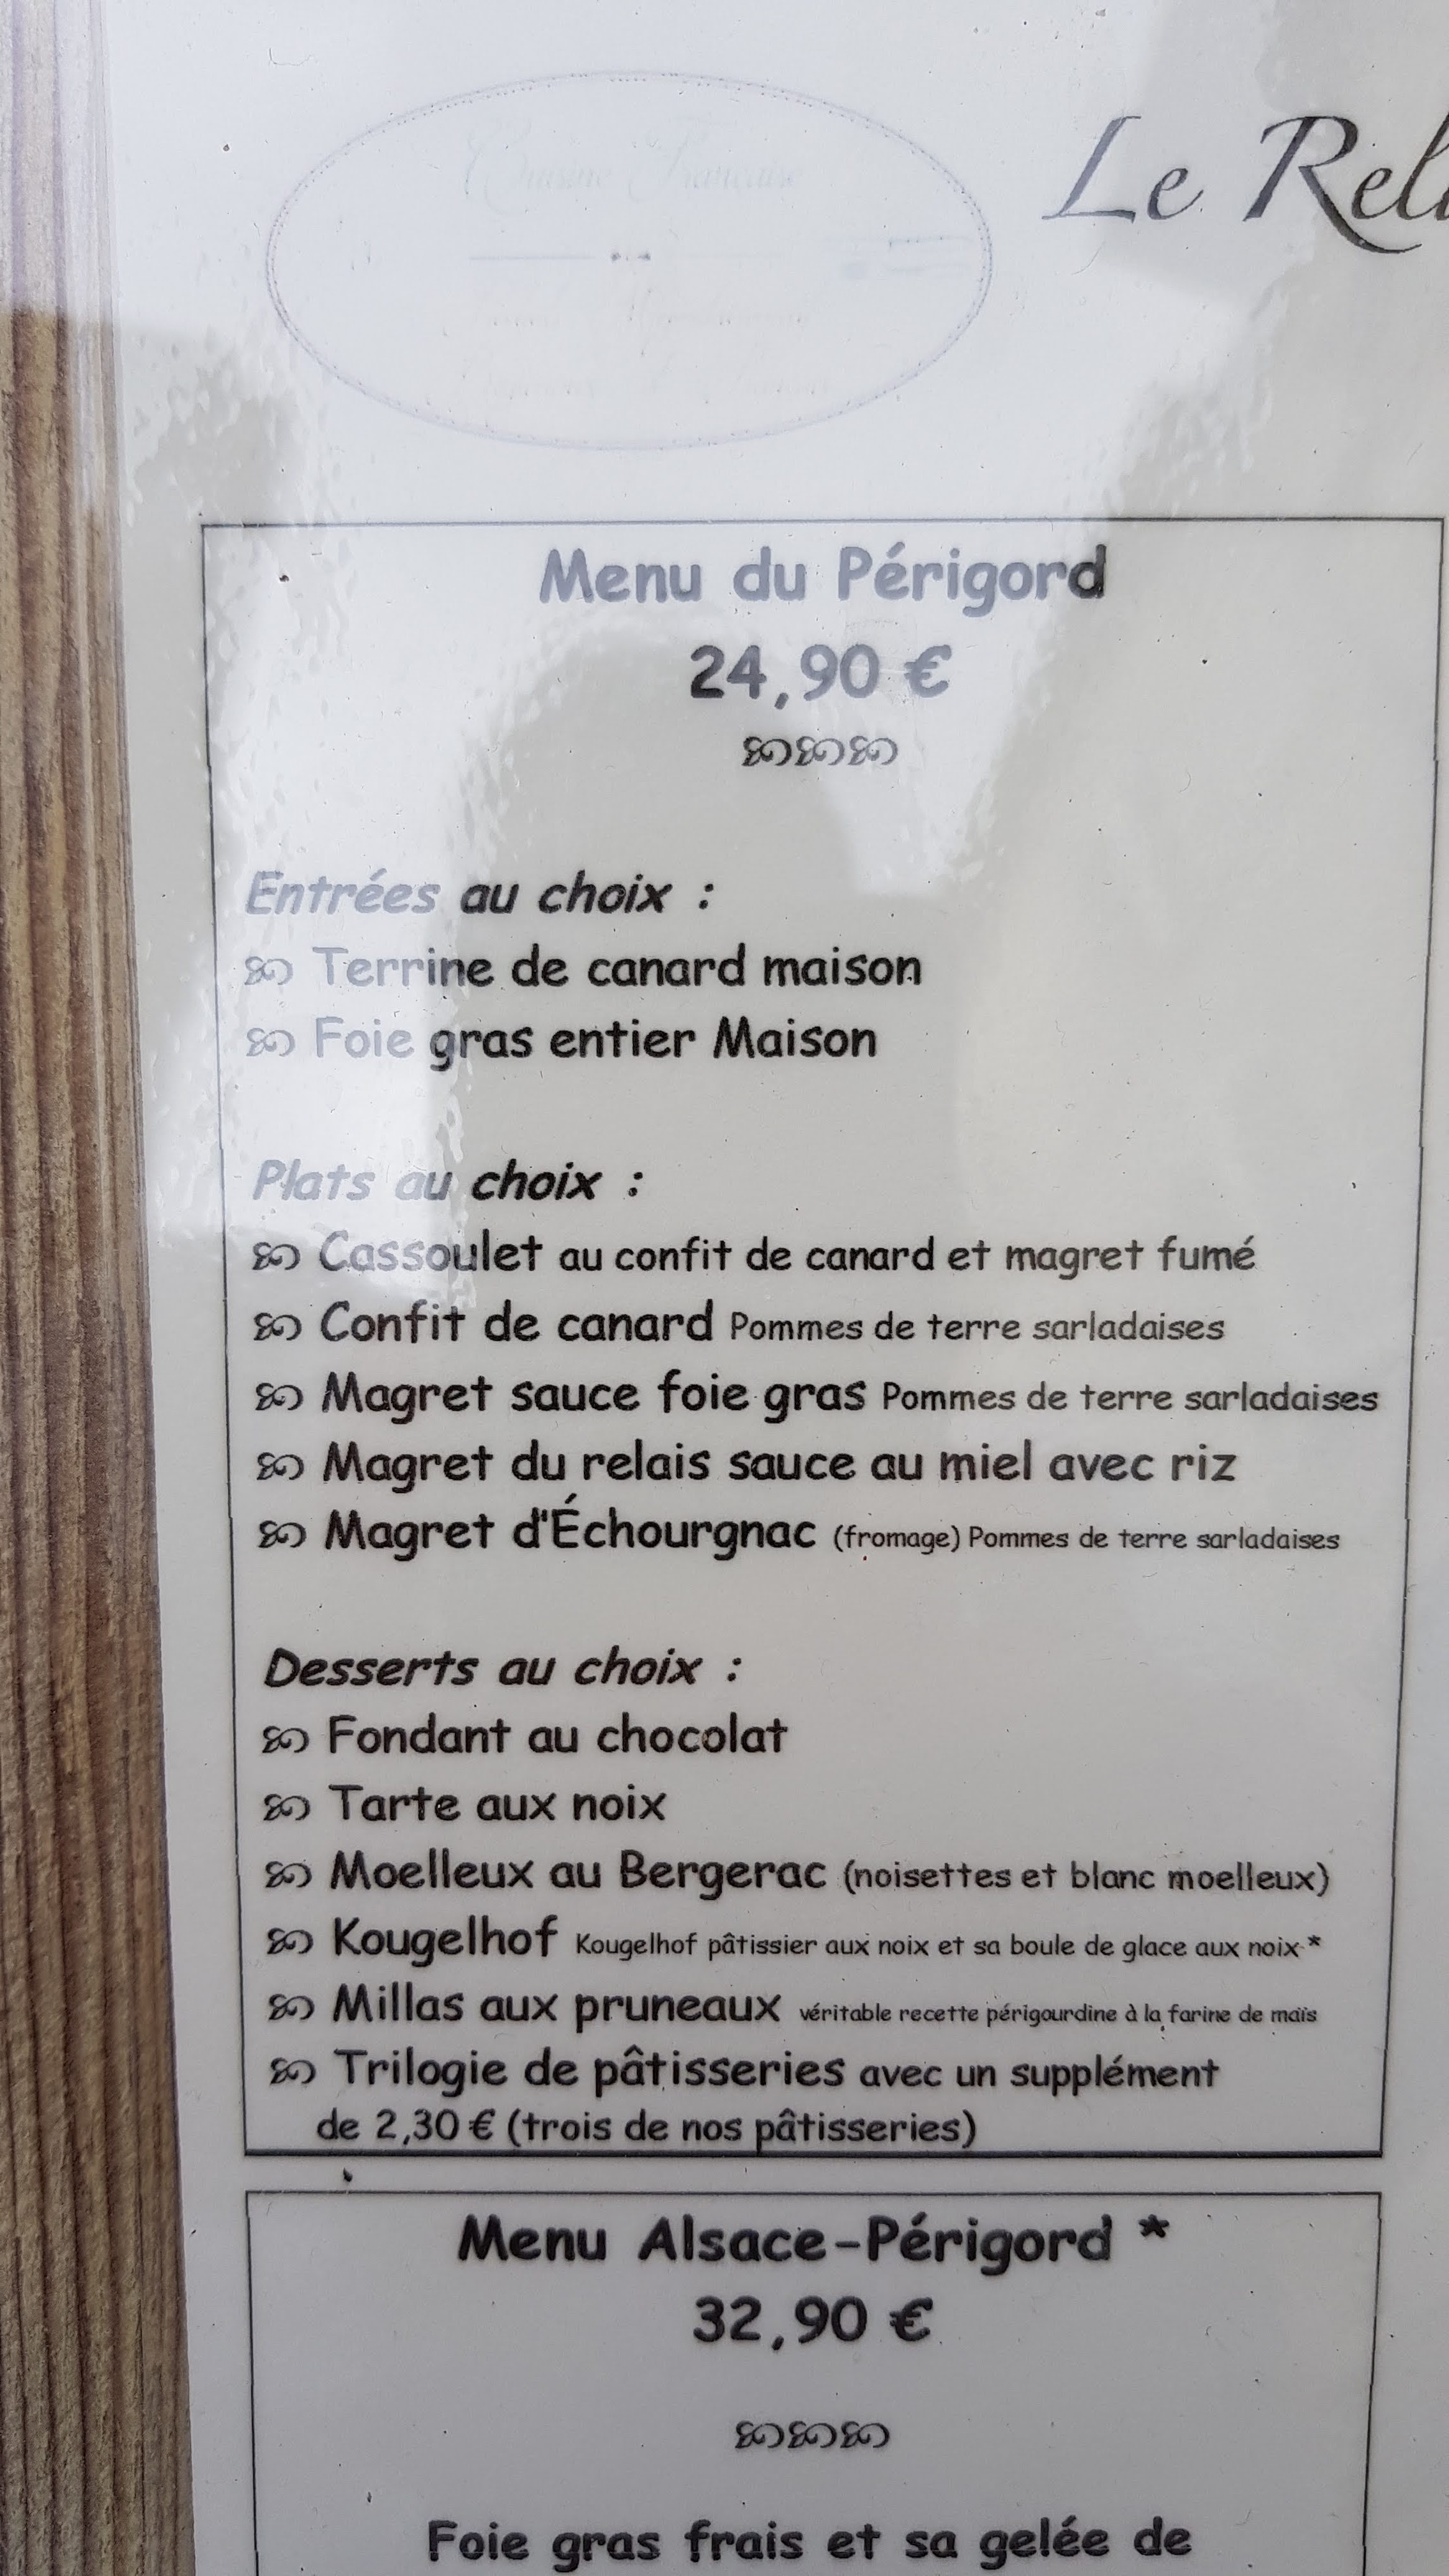 Cuisine Française
Le
Menu du Périgord
24,90 €
Entrées au choix :
Terrine de canard maison
Foie gras entier Maison
Plats au choix :
Cassoulet au confit de canard et magret fumé
Confit de canard Pommes de terre sarladaises
Magret sauce foie gras Pommes de terre sarladaises
Magret du relais sauce au miel avec riz
Magret d'Échourgnac (fromage) Pommes de terre sarladaises
Desserts au choix :
Fondant au chocolat
Tarte aux noix
Moelleux au Bergerac (noisettes et blanc moelleux)
Kougelhof Kougelhof pâtissier aux noix et sa boule de glace aux noix *
Millas aux pruneaux véritable recette périgourdine à la farine de maïs
Trilogie de pâtisseries avec un supplément
de 2,30 € (trois de nos pâtisseries)
Menu Alsace-Périgord *
32,90 €
Foie gras frais et sa gelée de